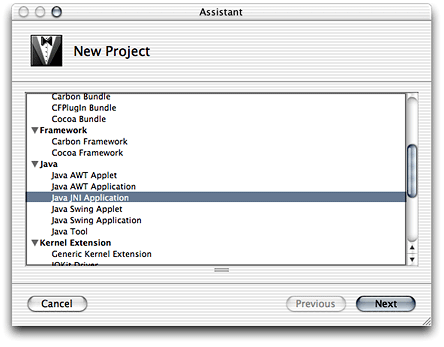 Assistant
New Project
Carbon Bundle
CFPlugIn Bundle
Cocoa Bundle
Framework
Carbon Framework
Cocoa Framework
Java
Java AWT Applet
Java AWT Application
Java JNI Application
Java Swing Applet
Java Swing Application
Java Tool
Kernel Extension
Generic Kernel Extension
IOKit Driver
Cancel
Previous
Next